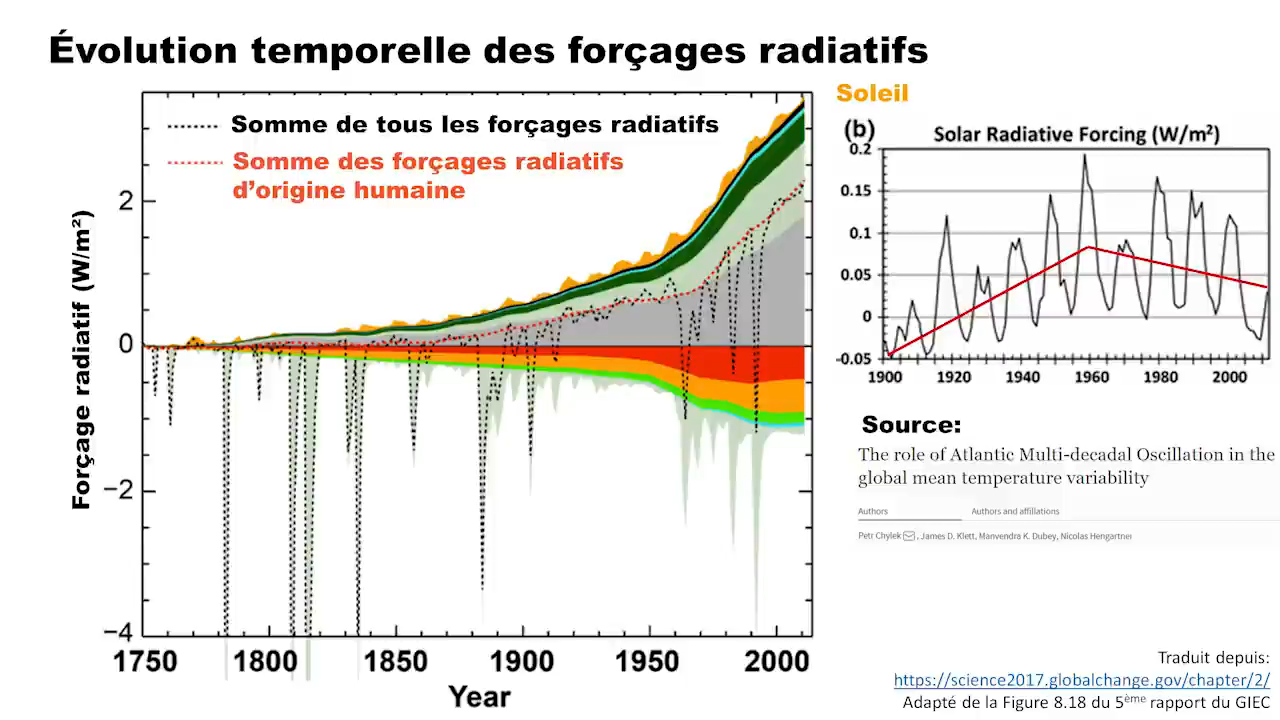 Évolution temporelle des forçages radiatifs
Soleil
Somme de tous les forçages radiatifs
Somme des forçages radiatifs
d’origine humaine
Forçage radiatif (W/m²)
2
0
−2
−4
1750 1800 1850 1900 1950 2000
Year
(b)
Solar Radiative Forcing (W/m²)
0.2
0.15
0.1
0.05
0
-0.05
1900 1920 1940 1960 1980 2000
Source:
The role of Atlantic Multi-decadal Oscillation in the
global mean temperature variability
Authors Authors and affiliations
Petr Chylek, James D. Klett, Manvendra K. Dubey, Nicolas Hengartner
Traduit depuis:
https://science2017.globalchange.gov/chapter/2/
Adapté de la Figure 8.18 du 5ème rapport du GIEC